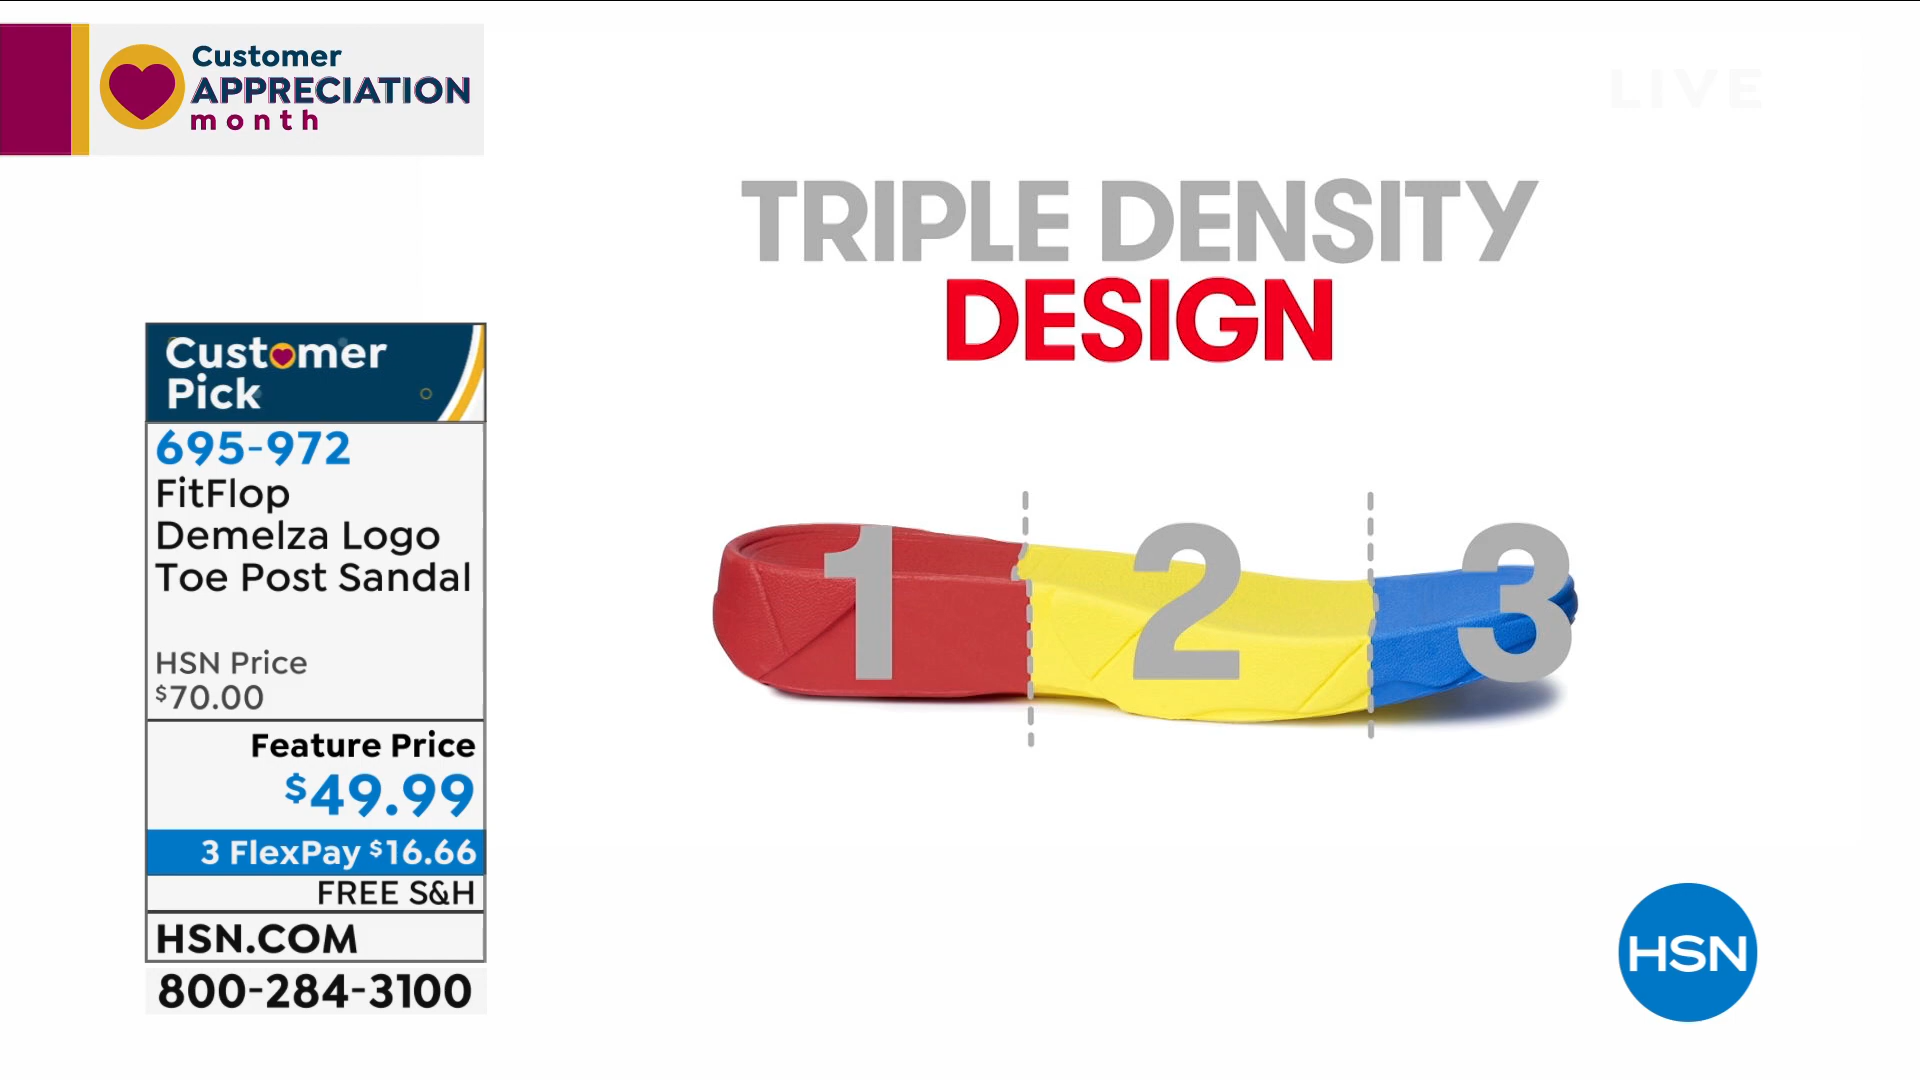 Customer
APPRECIATION
month
LIVE
TRIPLE DENSITY
DESIGN
Customer
Pick
695-972
FitFlop
Demelza Logo
Toe Post Sandal
HSN Price
$70.00
Feature Price
$49.99
3 FlexPay $16.66
FREE S&H
HSN.COM
800-284-3100
1 2 3
HSN